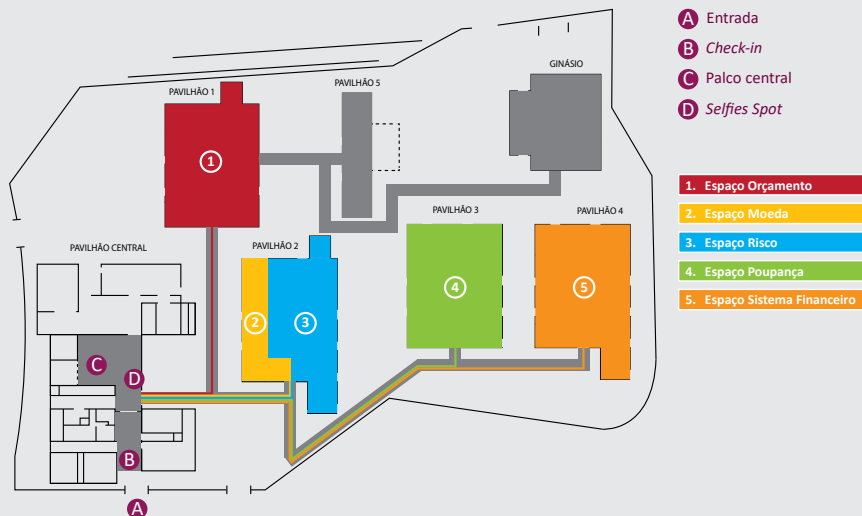 A Entrada
B Check-in
C Palco central
D Selfies Spot
1. Espaço Orçamento
2. Espaço Moeda
3. Espaço Risco
4. Espaço Poupança
5. Espaço Sistema Financeiro
PAVILHÃO 1
PAVILHÃO 5
GINÁSIO
1
PAVILHÃO CENTRAL
PAVILHÃO 2
PAVILHÃO 3
PAVILHÃO 4
2
3
4
5
C
D
B
A